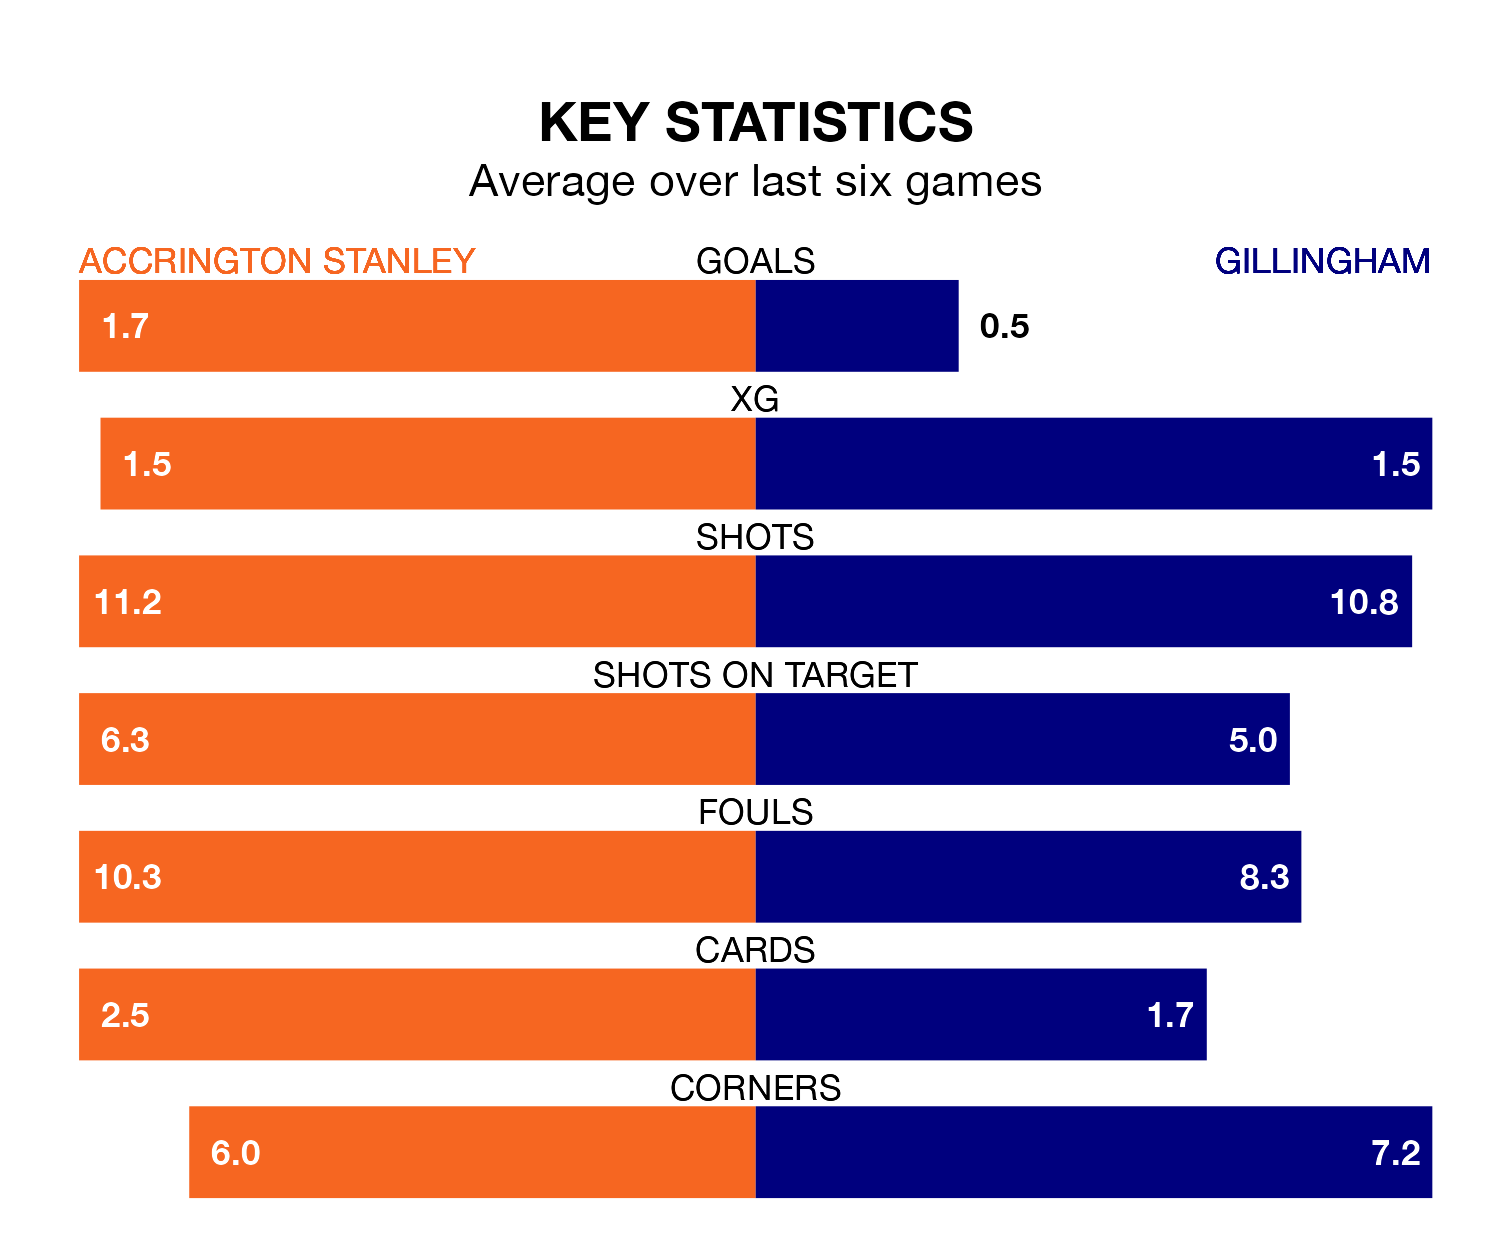 KEY STATISTICS
Average over last six games
ACCRINGTON STANLEY GOALS GILLINGHAM
1.7 0.5
XG
1.5 1.5
SHOTS
11.2 10.8
SHOTS ON TARGET
6.3 5.0
FOULS
10.3 8.3
CARDS
2.5 1.7
CORNERS
6.0 7.2